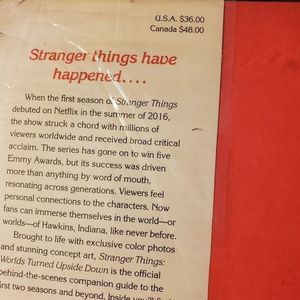 U.S.A. $36.00
Canada $48.00
Stranger things have
happened....
When the first season of Stranger Things
debuted on Netflix in the summer of 2016,
the show struck a chord with millions of
viewers worldwide and received broad critical
acclaim. The series has gone on to win five
Emmy Awards, but its success was driven
more than anything by word of mouth,
resonating across generations. Viewers feel
personal connections to the characters. Now
fans can immerse themselves in the world—or
worlds—of Hawkins, Indiana, like never before.
Brought to life with exclusive color photos
and stunning concept art, Stranger Things:
Worlds Turned Upside Down is the official
behind-the-scenes companion guide to the
first two seasons and beyond. Inside you'll